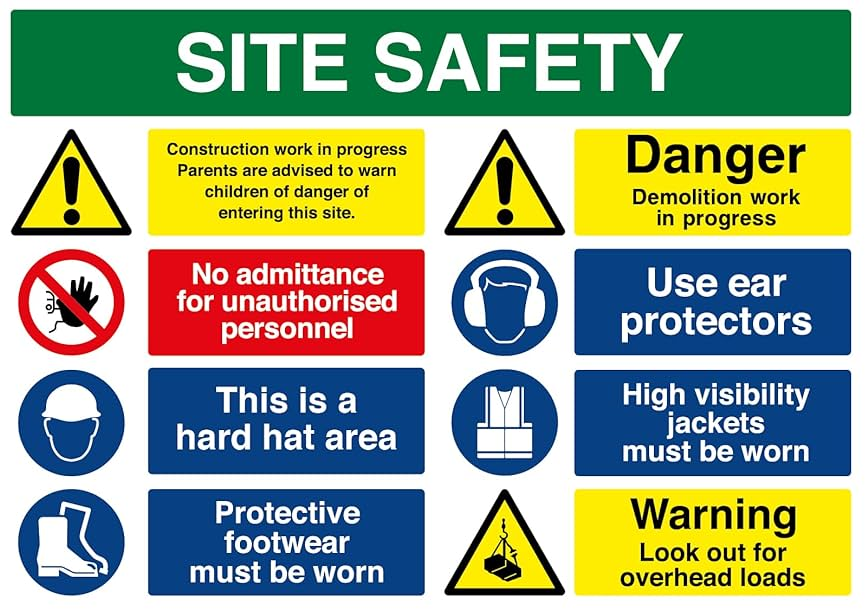 SITE SAFETY
Construction work in progress
Parents are advised to warn
children of danger of
entering this site.
Danger
Demolition work
in progress
No admittance
for unauthorised
personnel
Use ear
protectors
This is a
hard hat area
High visibility
jackets
must be worn
Protective
footwear
must be worn
Warning
Look out for
overhead loads